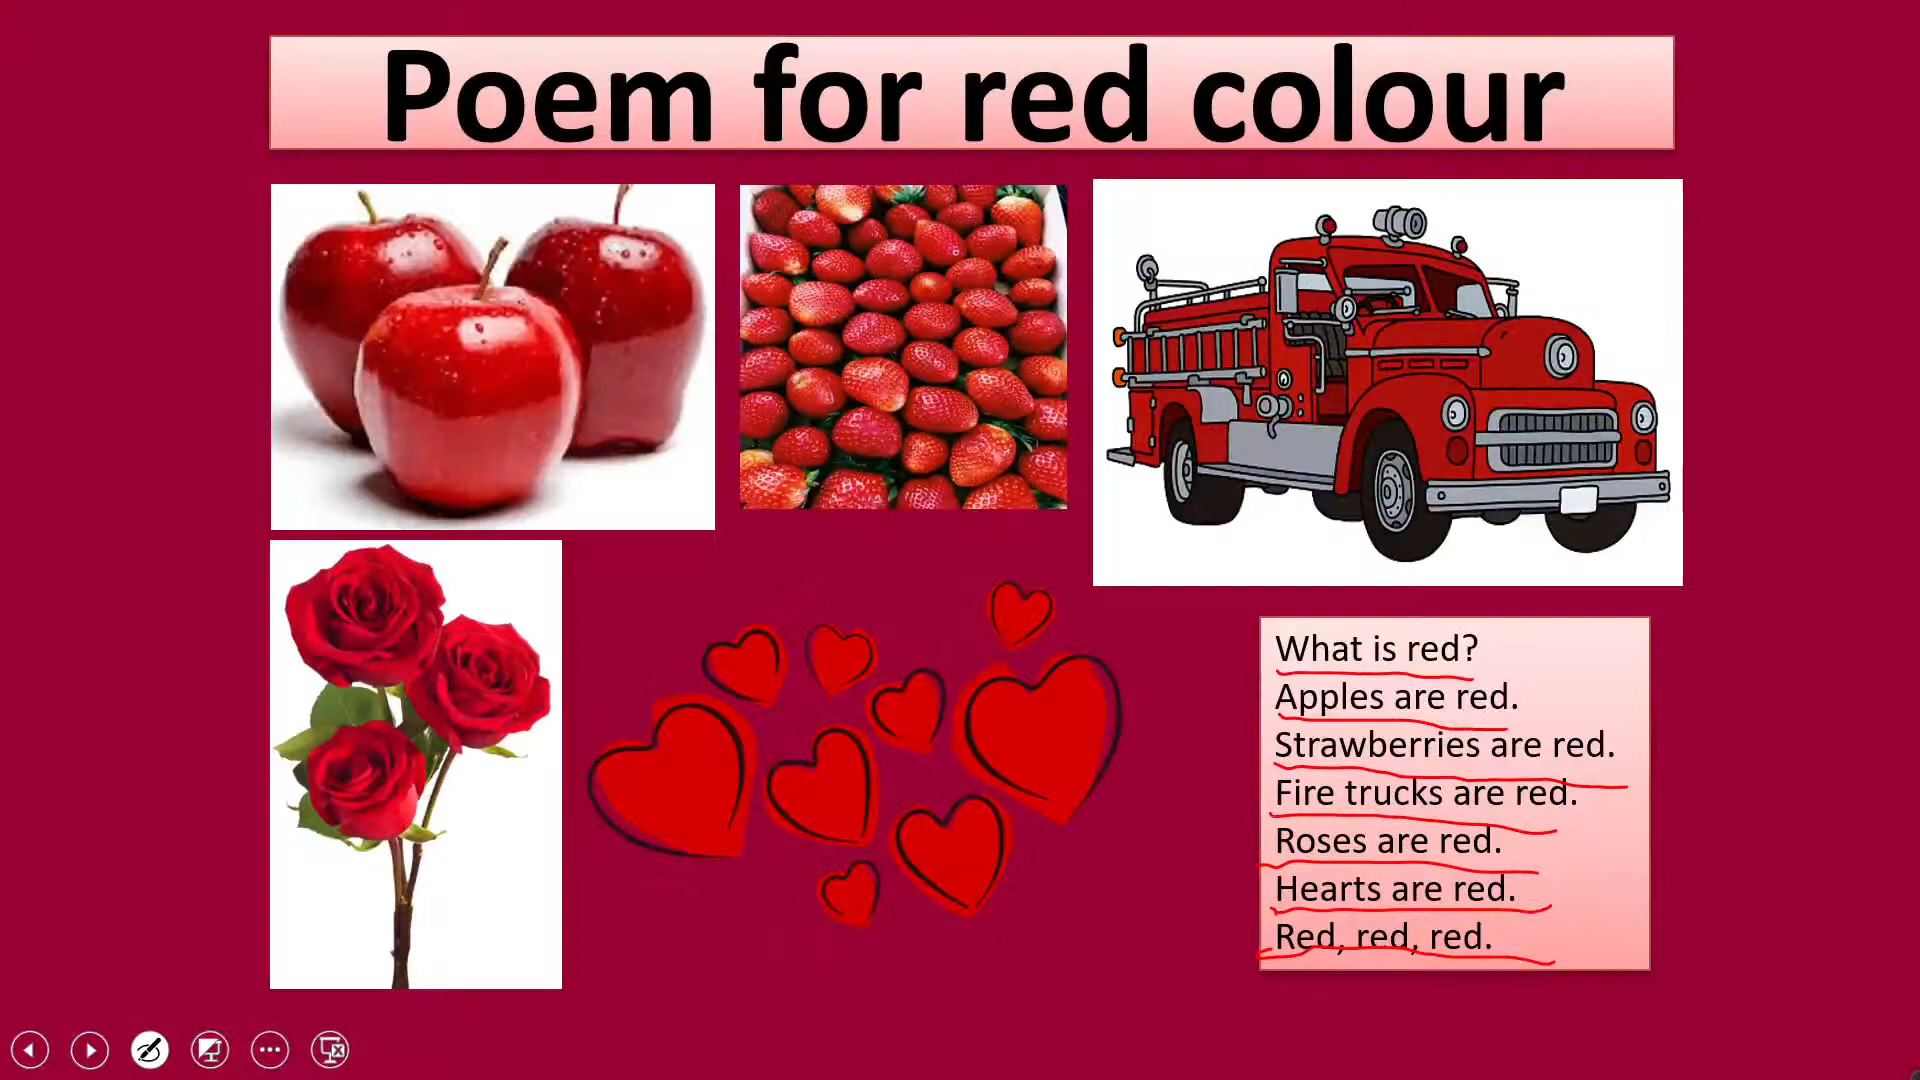 Poem for red colour
What is red?
Apples are red.
Strawberries are red.
Fire trucks are red.
Roses are red.
Hearts are red.
Red, red, red.